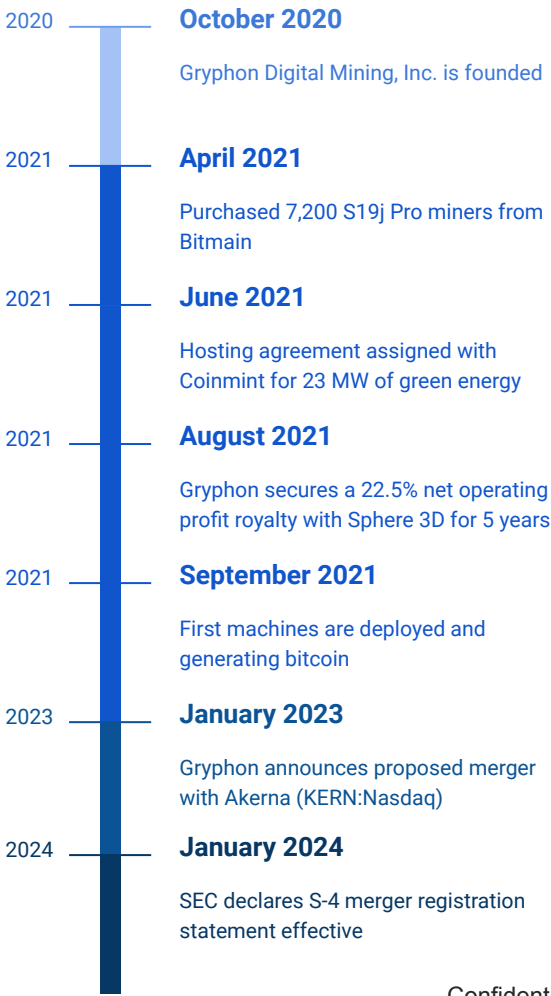 2020
October 2020
Gryphon Digital Mining, Inc. is founded
2021
April 2021
Purchased 7,200 S19j Pro miners from
Bitmain
2021
June 2021
Hosting agreement assigned with
Coinmint for 23 MW of green energy
2021
August 2021
Gryphon secures a 22.5% net operating
profit royalty with Sphere 3D for 5 years
2021
September 2021
First machines are deployed and
generating bitcoin
2023
January 2023
Gryphon announces proposed merger
with Akerna (KERN:Nasdaq)
2024
January 2024
SEC declares S-4 merger registration
statement effective